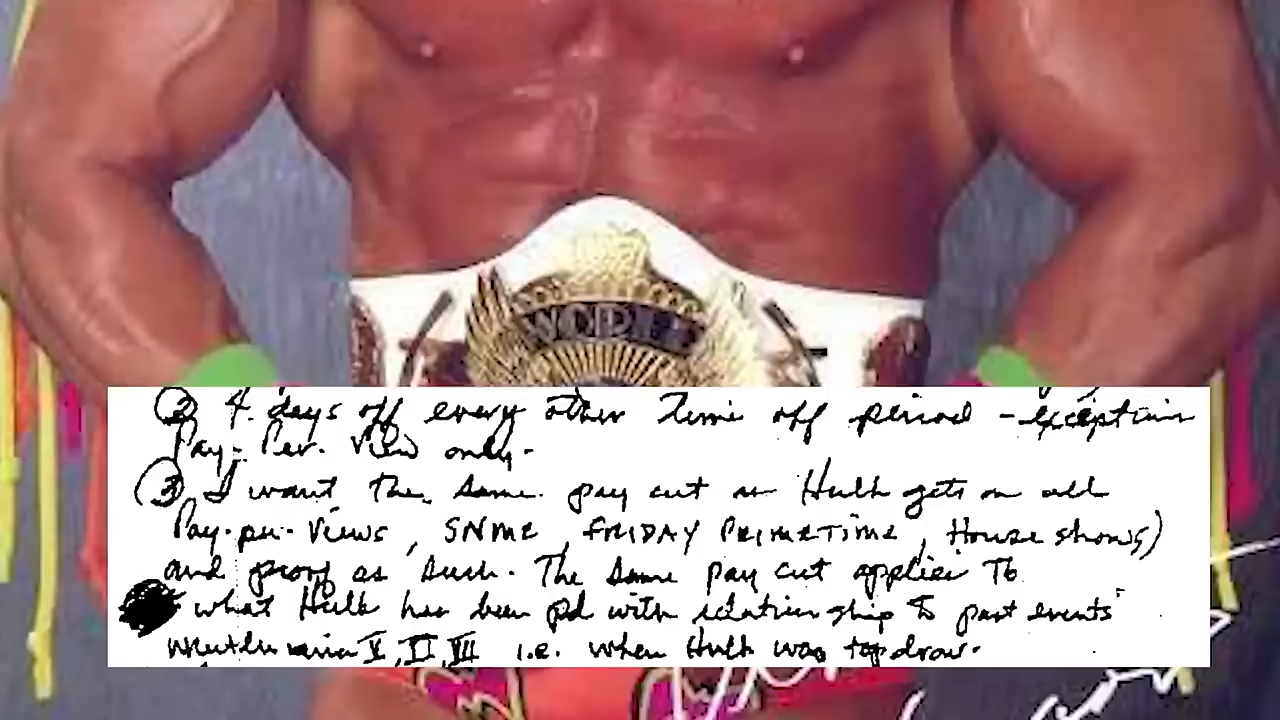 WORLD
② 4 days off every other time off period - exception
Pay-Per-View only.
③ I want the same pay cut as Hulk gets on all
Pay-per-Views, SNME, FRIDAY PRIMETIME, House shows)
and proof as such. The same pay cut applies To
what Hulk has been pd with relationship to past events
Wrestlemania V, II, III i.e. when Hulk was top draw.